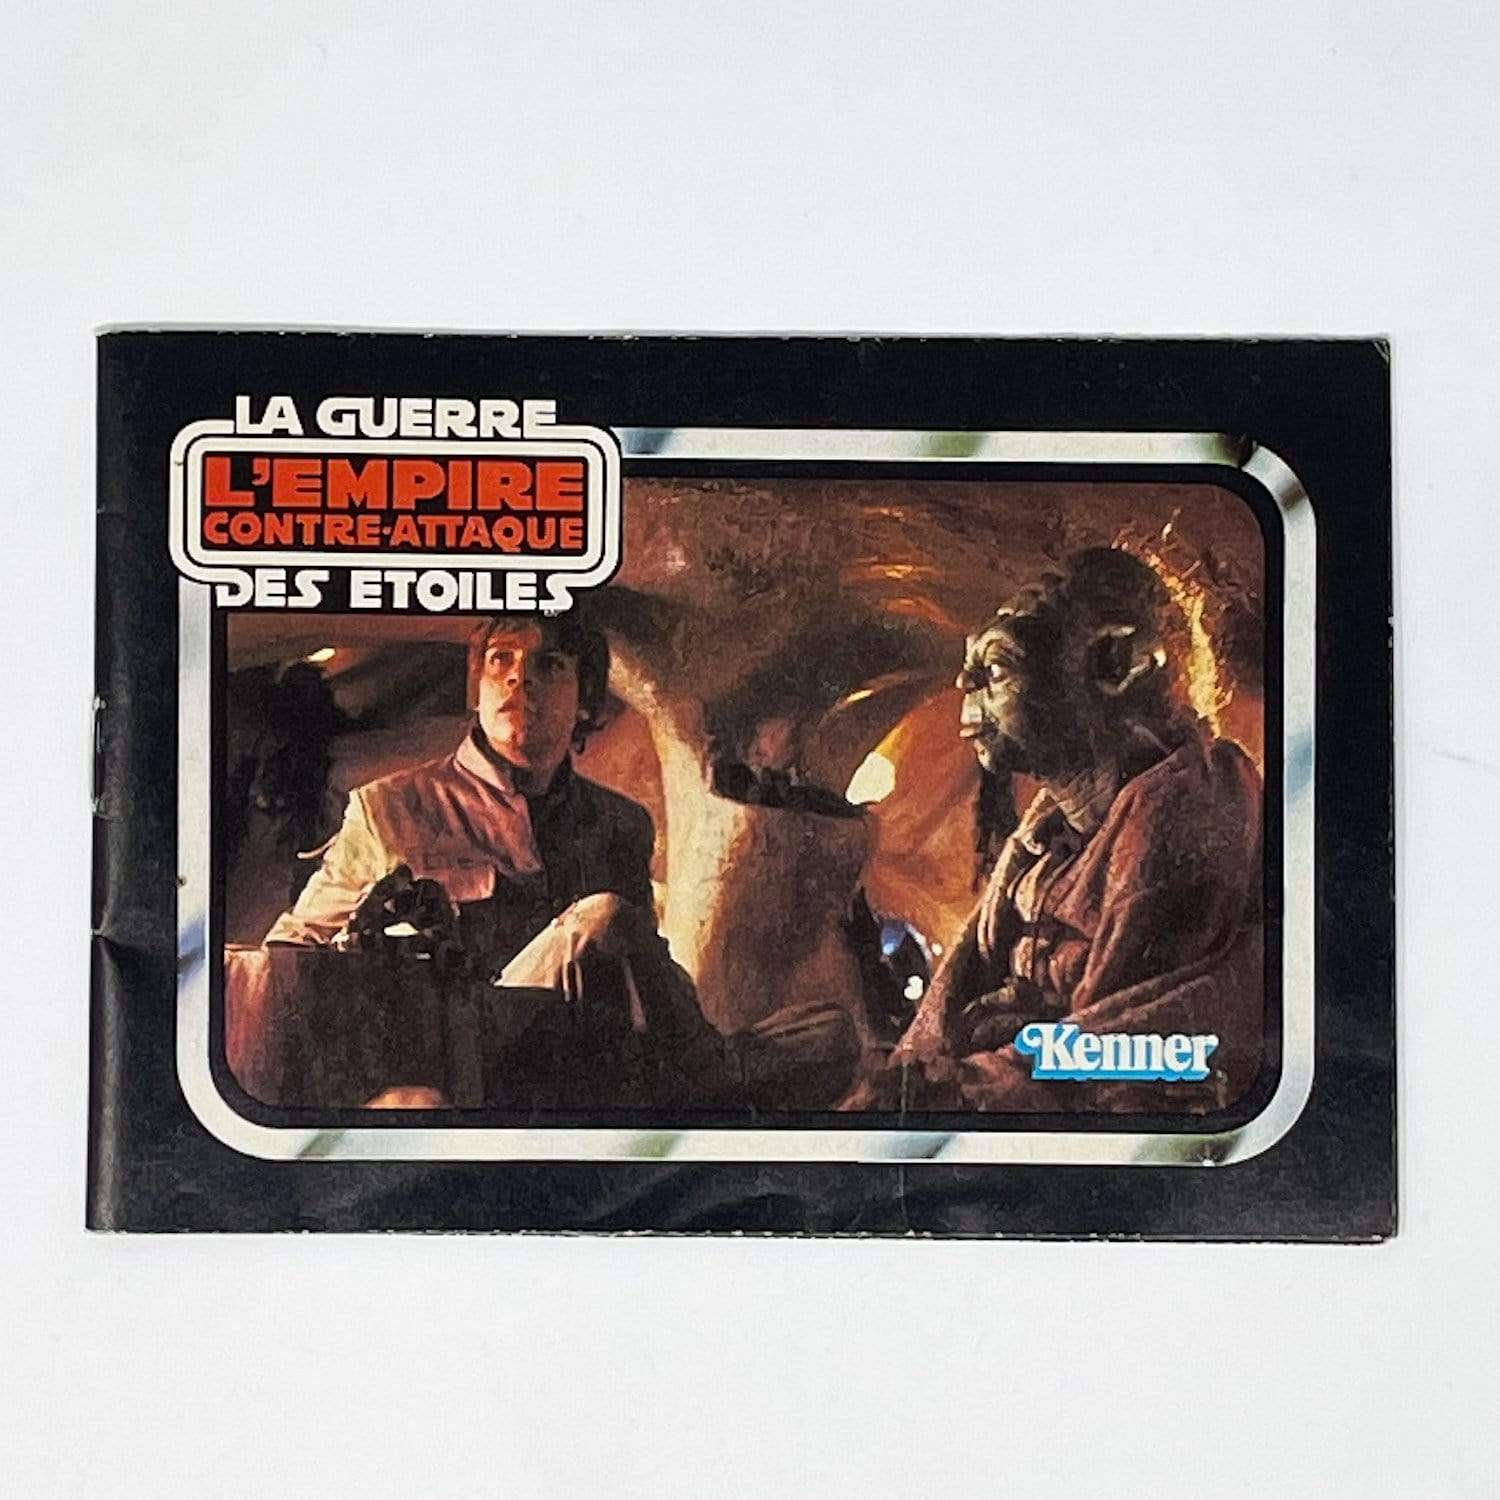 LA GUERRE
L'EMPIRE
CONTRE-ATTAQUE
DES ETOILES
Kenner